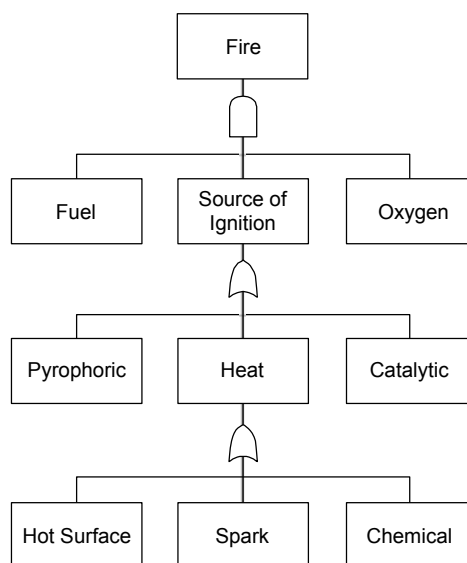 Fire
Fuel
Source of
Ignition
Oxygen
Pyrophoric
Heat
Catalytic
Hot Surface
Spark
Chemical